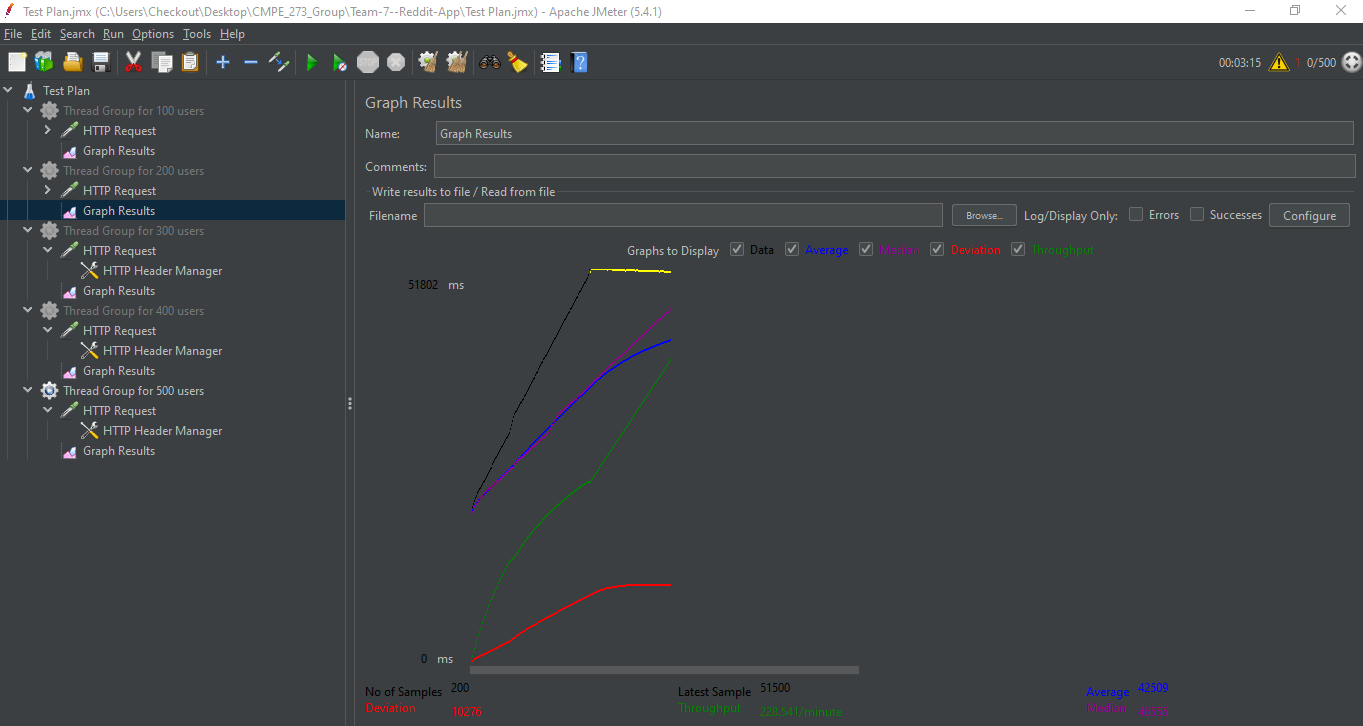 Test Plan.jmx (C:\Users\Checkout\Desktop\CMPE_273_Group\Team-7--Reddit-App\Test Plan.jmx) - Apache JMeter (5.4.1)
File Edit Search Run Options Tools Help
STOP 00:03:15 1 0/500
Test Plan
Thread Group for 100 users
HTTP Request
Graph Results
Thread Group for 200 users
HTTP Request
Graph Results
Thread Group for 300 users
HTTP Request
HTTP Header Manager
Graph Results
Thread Group for 400 users
HTTP Request
HTTP Header Manager
Graph Results
Thread Group for 500 users
HTTP Request
HTTP Header Manager
Graph Results
Graph Results
Name: Graph Results
Comments:
Write results to file / Read from file
Filename Browse... Log/Display Only: Errors Successes Configure
Graphs to Display Data Average Median Deviation Throughput
51802 ms
0 ms
No of Samples 200 Latest Sample 51500 Average 42509
Deviation 10276 Throughput 228.541/minute Median